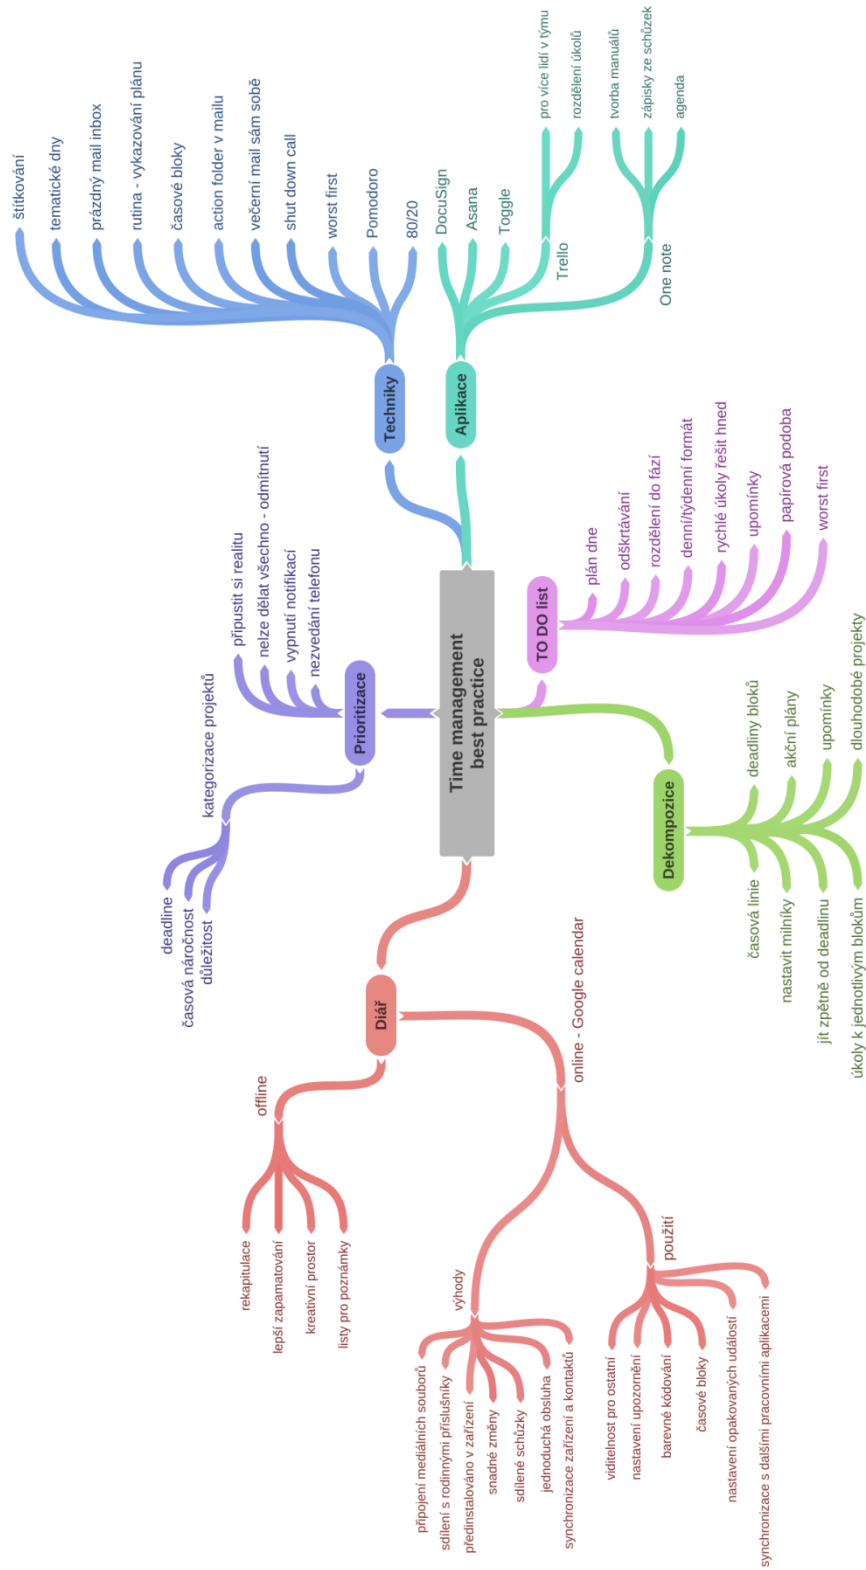 Time management
best practice
Techniky
štítkování
tematické dny
prázdný mail inbox
rutina - vykazování plánu
časové bloky
action folder v mailu
večerní mail sám sobě
shut down call
worst first
Pomodoro
80/20
Aplikace
DocuSign
Asana
Toggle
Trello
pro více lidí v týmu
rozdělení úkolů
One note
tvorba manuálů
zápisky ze schůzek
agenda
Prioritizace
připustit si realitu
nelze dělat všechno - odmítnutí
vypnutí notifikací
nezvedání telefonu
kategorizace projektů
deadline
časová náročnost
důležitost
TO DO list
plán dne
odškrtávání
rozdělení do fází
denní/týdenní formát
rychlé úkoly řešit hned
upomínky
papírová podoba
worst first
Dekompozice
deadliny bloků
akční plány
upomínky
dlouhodobé projekty
časová linie
nastavit milníky
jít zpětně od deadlinu
úkoly k jednotlivým blokům
Diář
offline
rekapitulace
lepší zapamatování
kreativní prostor
listy pro poznámky
online - Google calendar
výhody
připojení mediálních souborů
sdílení s rodinnými příslušníky
předinstalováno v zařízení
snadné změny
sdílené schůzky
jednoduchá obsluha
synchronizace zařízení a kontaktů
použití
viditelnost pro ostatní
nastavení upozornění
barevné kódování
časové bloky
nastavení opakovaných událostí
synchronizace s dalšími pracovními aplikacemi